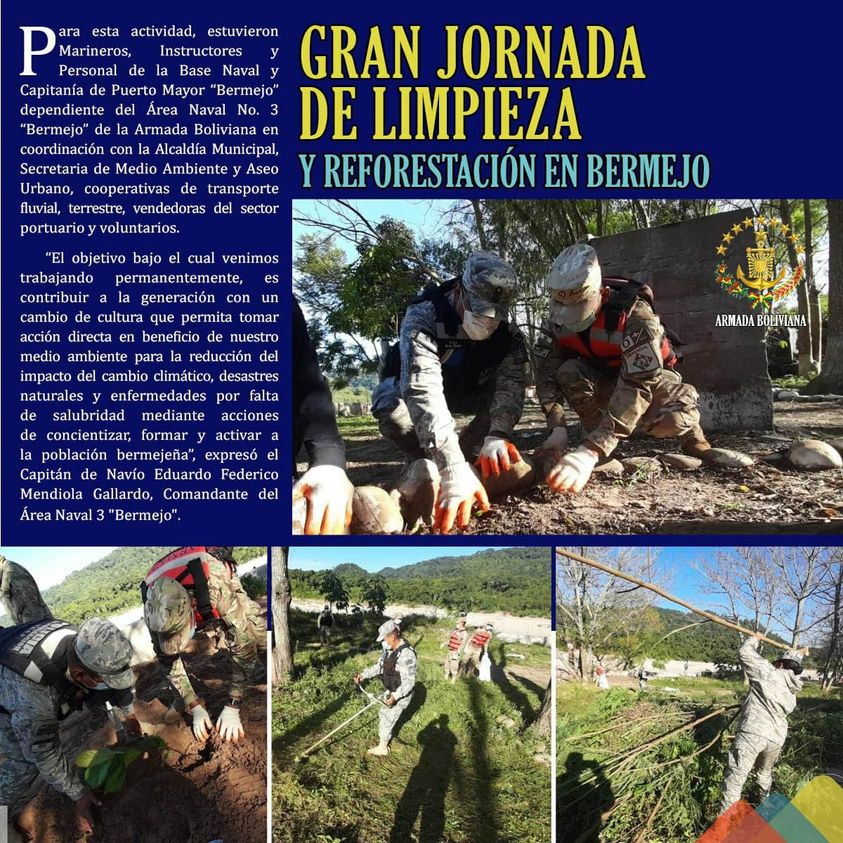 Para esta actividad, estuvieron
Marineros, Instructores y
Personal de la Base Naval y
Capitanía de Puerto Mayor “Bermejo”
dependiente del Área Naval No. 3
“Bermejo” de la Armada Boliviana en
coordinación con la Alcaldía Municipal,
Secretaria de Medio Ambiente y Aseo
Urbano, cooperativas de transporte
fluvial, terrestre, vendedoras del sector
portuario y voluntarios.
“El objetivo bajo el cual venimos
trabajando permanentemente, es
contribuir a la generación con un
cambio de cultura que permita tomar
acción directa en beneficio de nuestro
medio ambiente para la reducción del
impacto del cambio climático, desastres
naturales y enfermedades por falta
de salubridad mediante acciones
de concientizar, formar y activar a
la población bermejeña”, expresó el
Capitán de Navío Eduardo Federico
Mendiola Gallardo, Comandante del
Área Naval 3 "Bermejo".
GRAN JORNADA
DE LIMPIEZA
Y REFORESTACIÓN EN BERMEJO
ARMADA BOLIVIANA